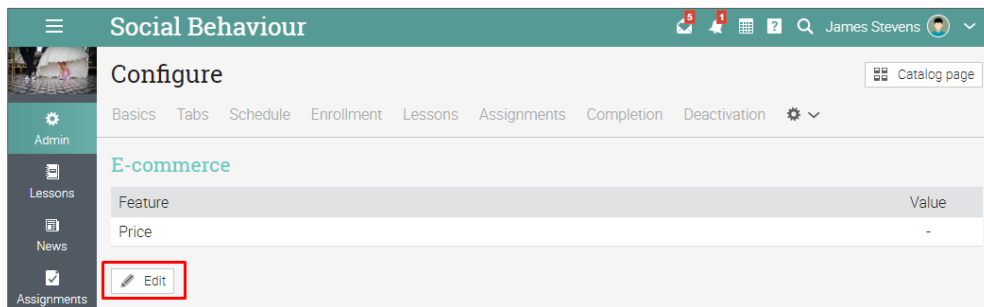 Social Behaviour
5
1
?
James Stevens
Configure
Catalog page
Basics Tabs Schedule Enrollment Lessons Assignments Completion Deactivation
Admin
Lessons
News
Assignments
E-commerce
Feature Value
Price -
Edit